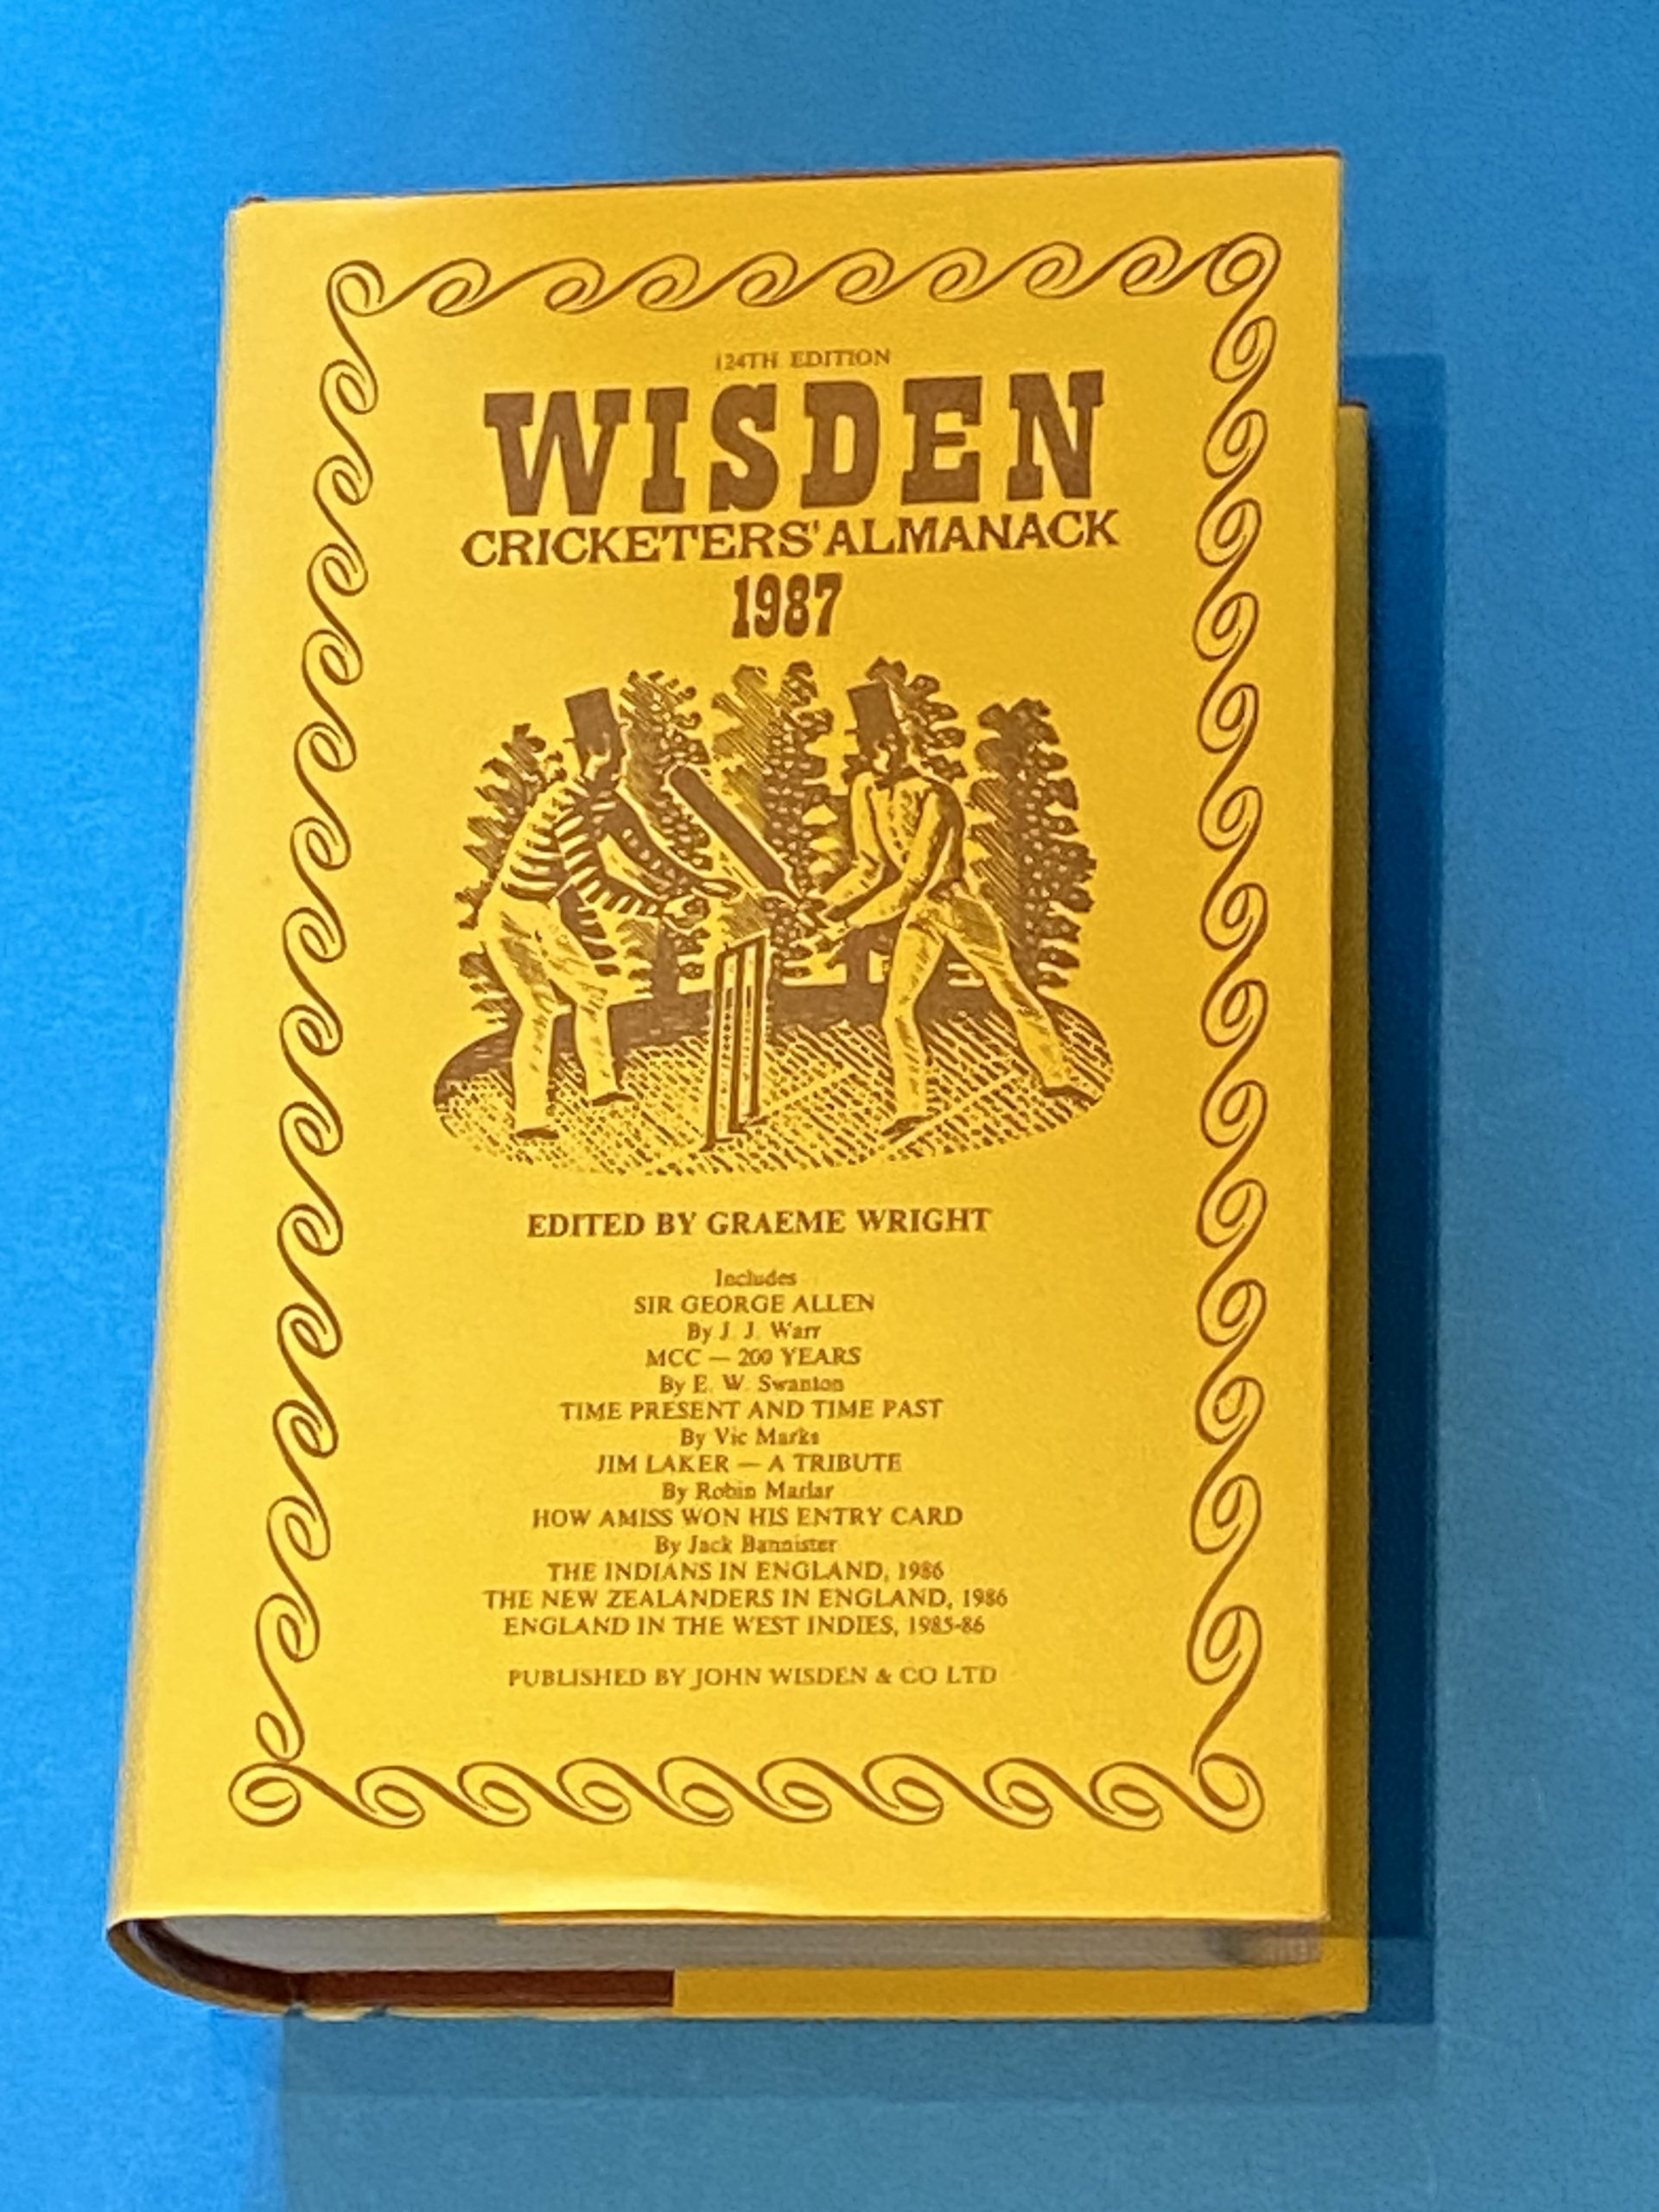 124TH EDITION
WISDEN
CRICKETERS' ALMANACK
1987
EDITED BY GRAEME WRIGHT
Includes
SIR GEORGE ALLEN
By J. J. Warr
MCC — 200 YEARS
By E. W. Swanton
TIME PRESENT AND TIME PAST
By Vic Marks
JIM LAKER — A TRIBUTE
By Robin Marlar
HOW AMISS WON HIS ENTRY CARD
By Jack Bannister
THE INDIANS IN ENGLAND, 1986
THE NEW ZEALANDERS IN ENGLAND, 1986
ENGLAND IN THE WEST INDIES, 1985-86
PUBLISHED BY JOHN WISDEN & CO LTD